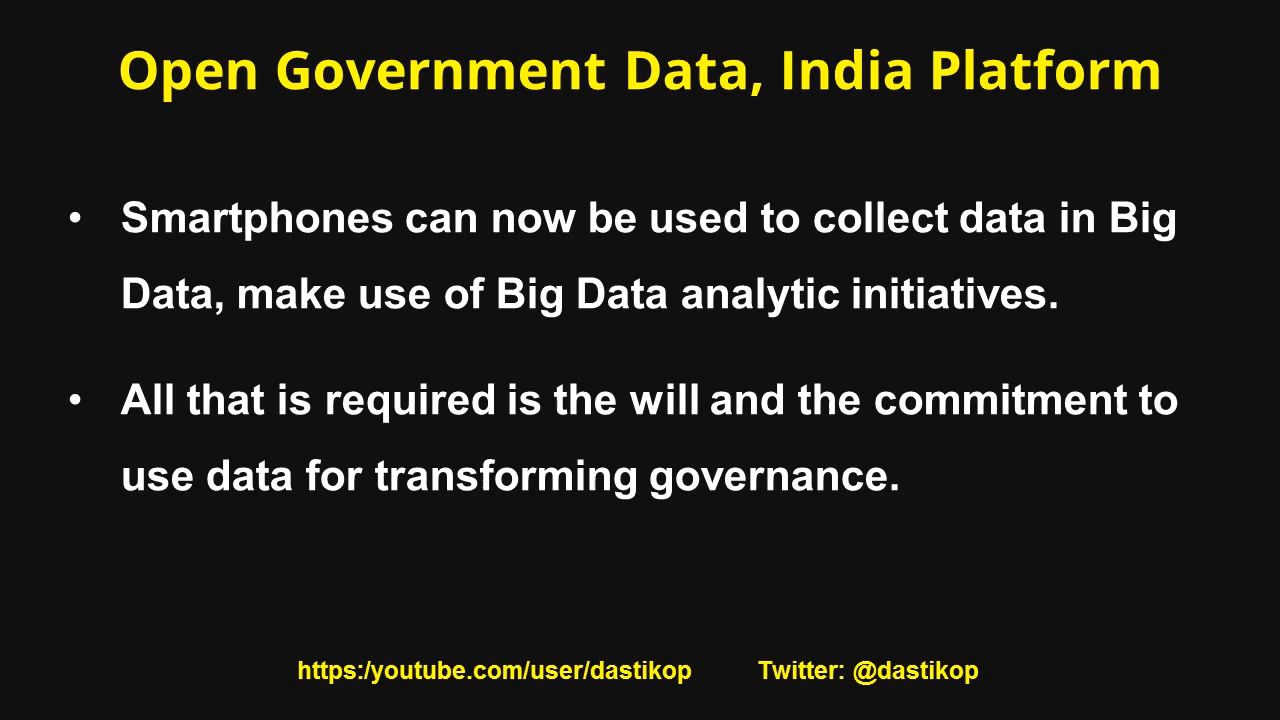 Open Government Data, India Platform
• Smartphones can now be used to collect data in Big
Data, make use of Big Data analytic initiatives.
• All that is required is the will and the commitment to
use data for transforming governance.
https:/youtube.com/user/dastikop Twitter: @dastikop